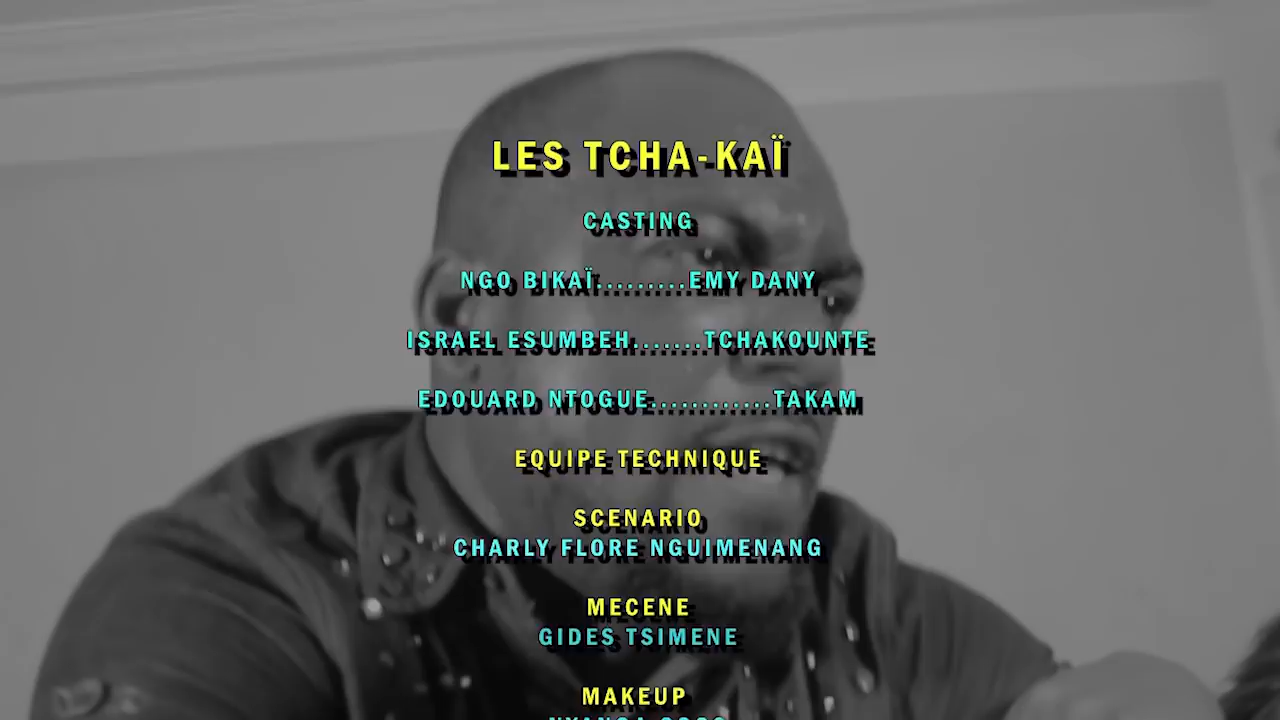 LES TCHA-KAÏ
CASTING
NGO BIKAÏ.........EMY DANY
ISRAEL ESUMBEH.......TCHAKOUNTE
EDOUARD NTOGUE............TAKAM
EQUIPE TECHNIQUE
SCENARIO
CHARLY FLORE NGUIMENANG
MECENE
GIDES TSIMENE
MAKEUP